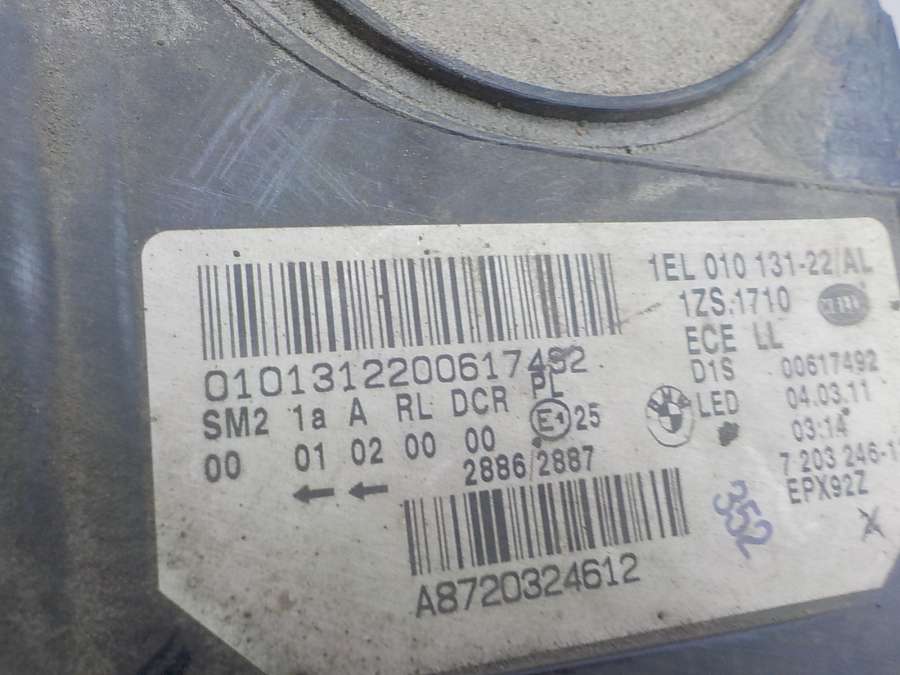 1EL 010 131-22/AL
1ZS.1710
HELLA
ECE LL
0101312200617492
D1S 00617492
SM2 1a A RL DCR PL
LED 04.03.11
E1 25
00 01 02 00 00
03:14
2886/2887
7 203 246-1
EPX92Z
352
A8720324612